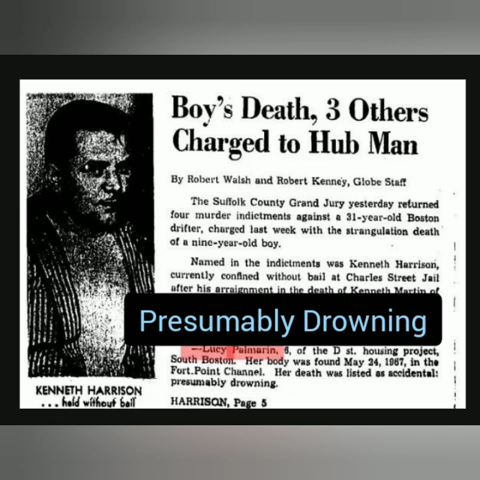 Boy's Death, 3 Others
Charged to Hub Man
By Robert Walsh and Robert Kenney, Globe Staff
The Suffolk County Grand Jury yesterday returned
four murder indictments against a 31-year-old Boston
drifter, charged last week with the strangulation death
of a nine-year-old boy.
Named in the indictments was Kenneth Harrison,
currently confined without bail at Charles Street Jail
after his arraignment in the death of Kenneth Martin of
Presumably Drowning
—Lucy Palmarin, 6, of the D st. housing project,
South Boston. Her body was found May 24, 1967, in the
Fort Point Channel. Her death was listed as accidental:
presumably drowning.
KENNETH HARRISON
... held without bail
HARRISON, Page 5